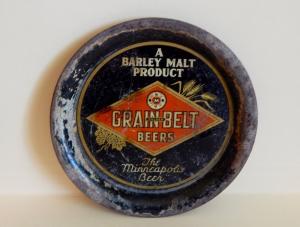 A
BARLEY MALT
PRODUCT
GRAIN-BELT
BEERS
The
Minneapolis
Beer